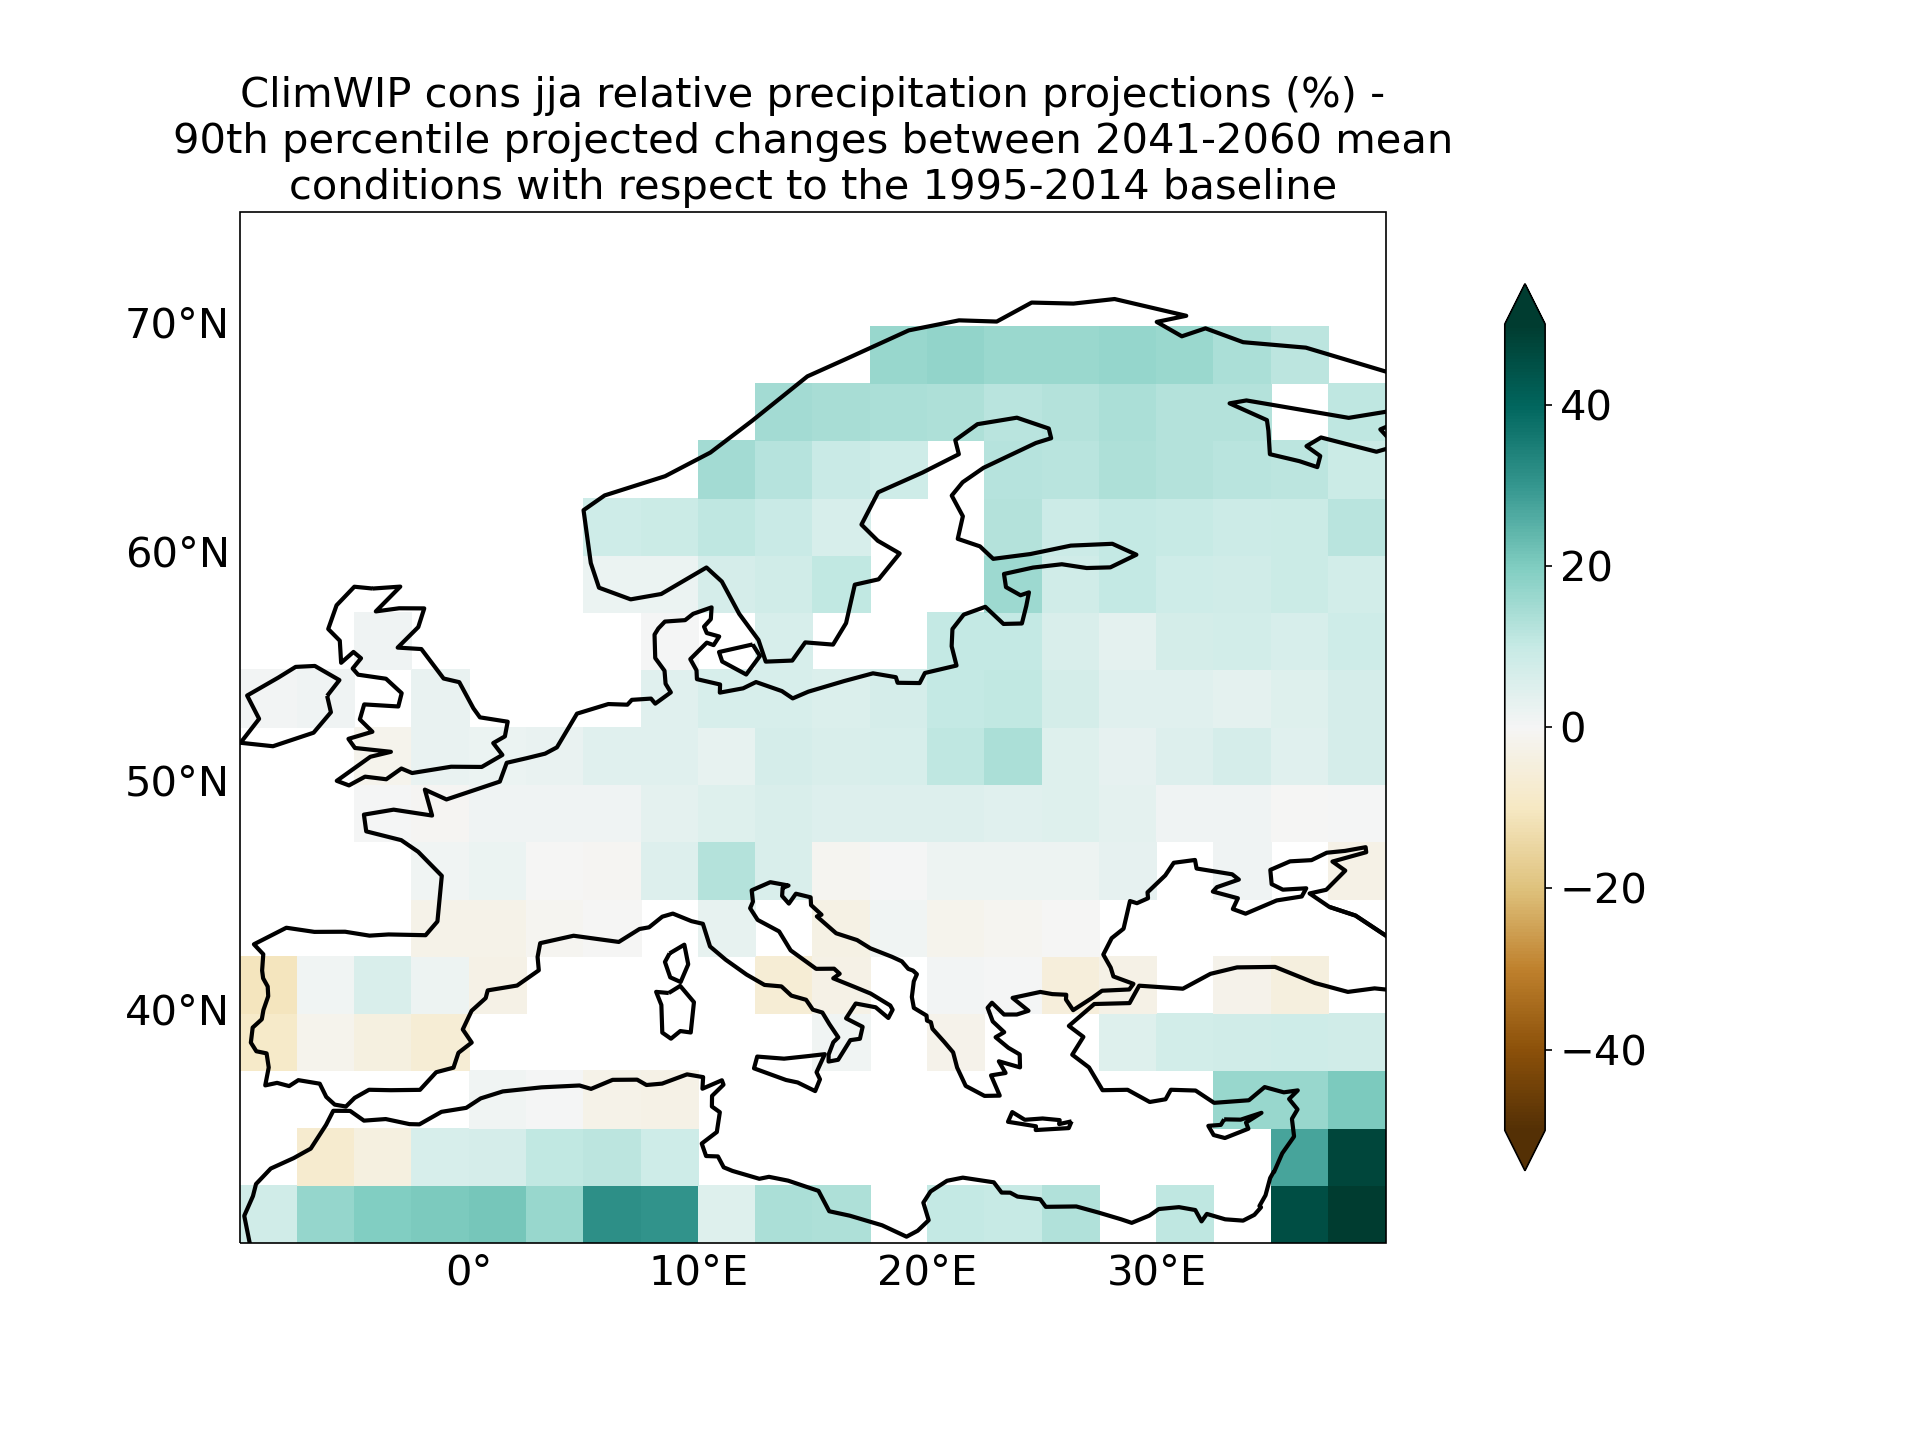 ClimWIP cons jja relative precipitation projections (%) -
90th percentile projected changes between 2041-2060 mean
conditions with respect to the 1995-2014 baseline
70°N
60°N
50°N
40°N
0°
10°E
20°E
30°E
40
20
0
−20
−40